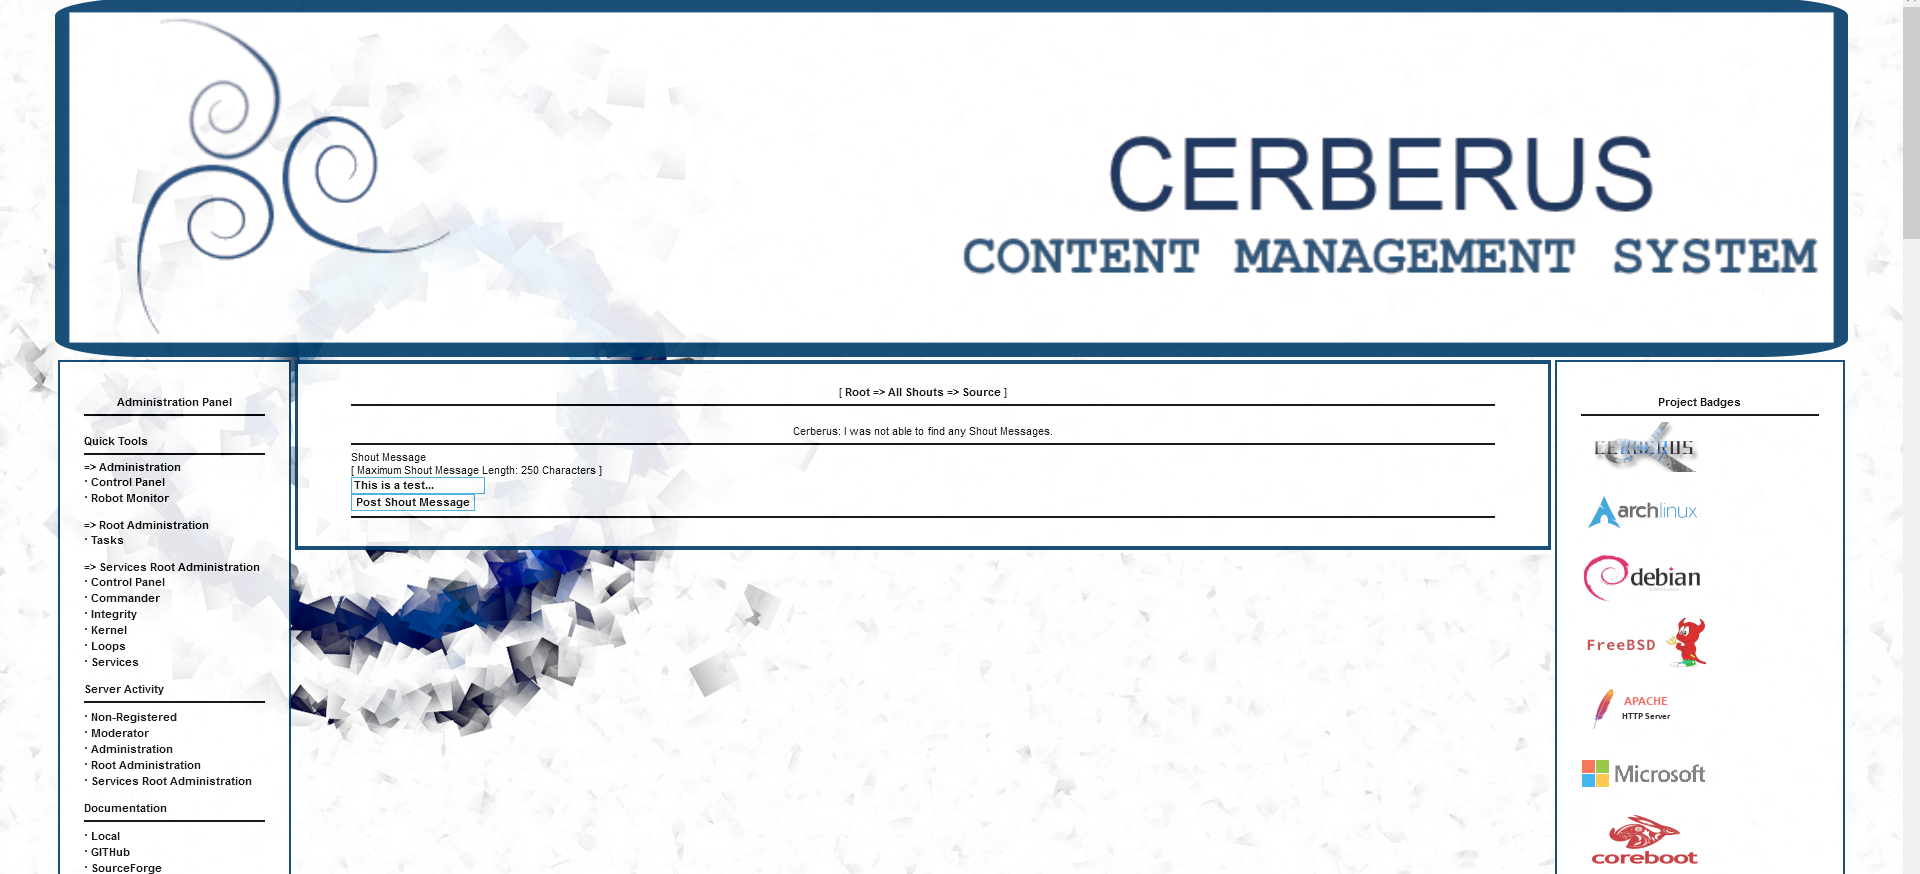 CERBERUS
CONTENT MANAGEMENT SYSTEM
Administration Panel
Quick Tools
=> Administration
· Control Panel
· Robot Monitor
=> Root Administration
· Tasks
=> Services Root Administration
· Control Panel
· Commander
· Integrity
· Kernel
· Loops
· Services
Server Activity
· Non-Registered
· Moderator
· Administration
· Root Administration
· Services Root Administration
Documentation
· Local
· GITHub
· SourceForge
[ Root => All Shouts => Source ]
Cerberus: I was not able to find any Shout Messages.
Shout Message
[ Maximum Shout Message Length: 250 Characters ]
This is a test...
Post Shout Message
Project Badges
CERBERUS
archlinux
debian
FreeBSD
APACHE
HTTP Server
Microsoft
coreboot